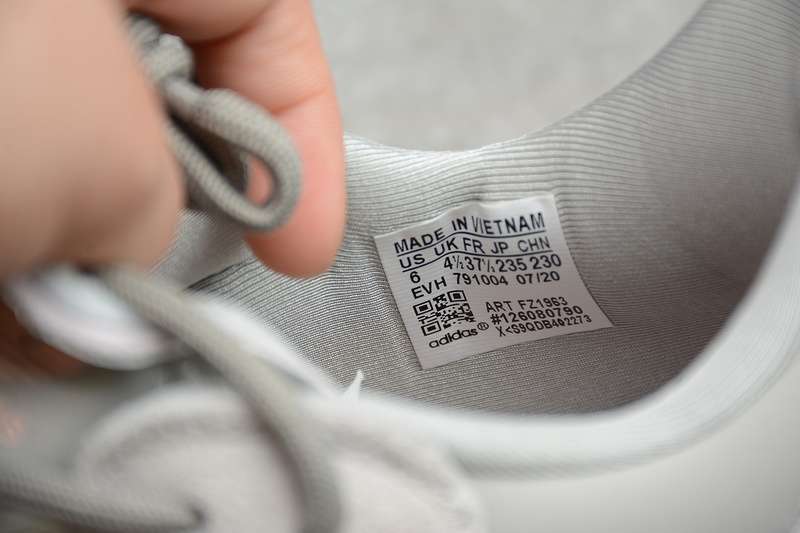 MADE IN VIETNAM
US UK FR JP CHN
6 4½ 37⅓ 235 230
EVH 791004 07/20
ART FZ1963
#126080790
adidas® X<S9QDB402273